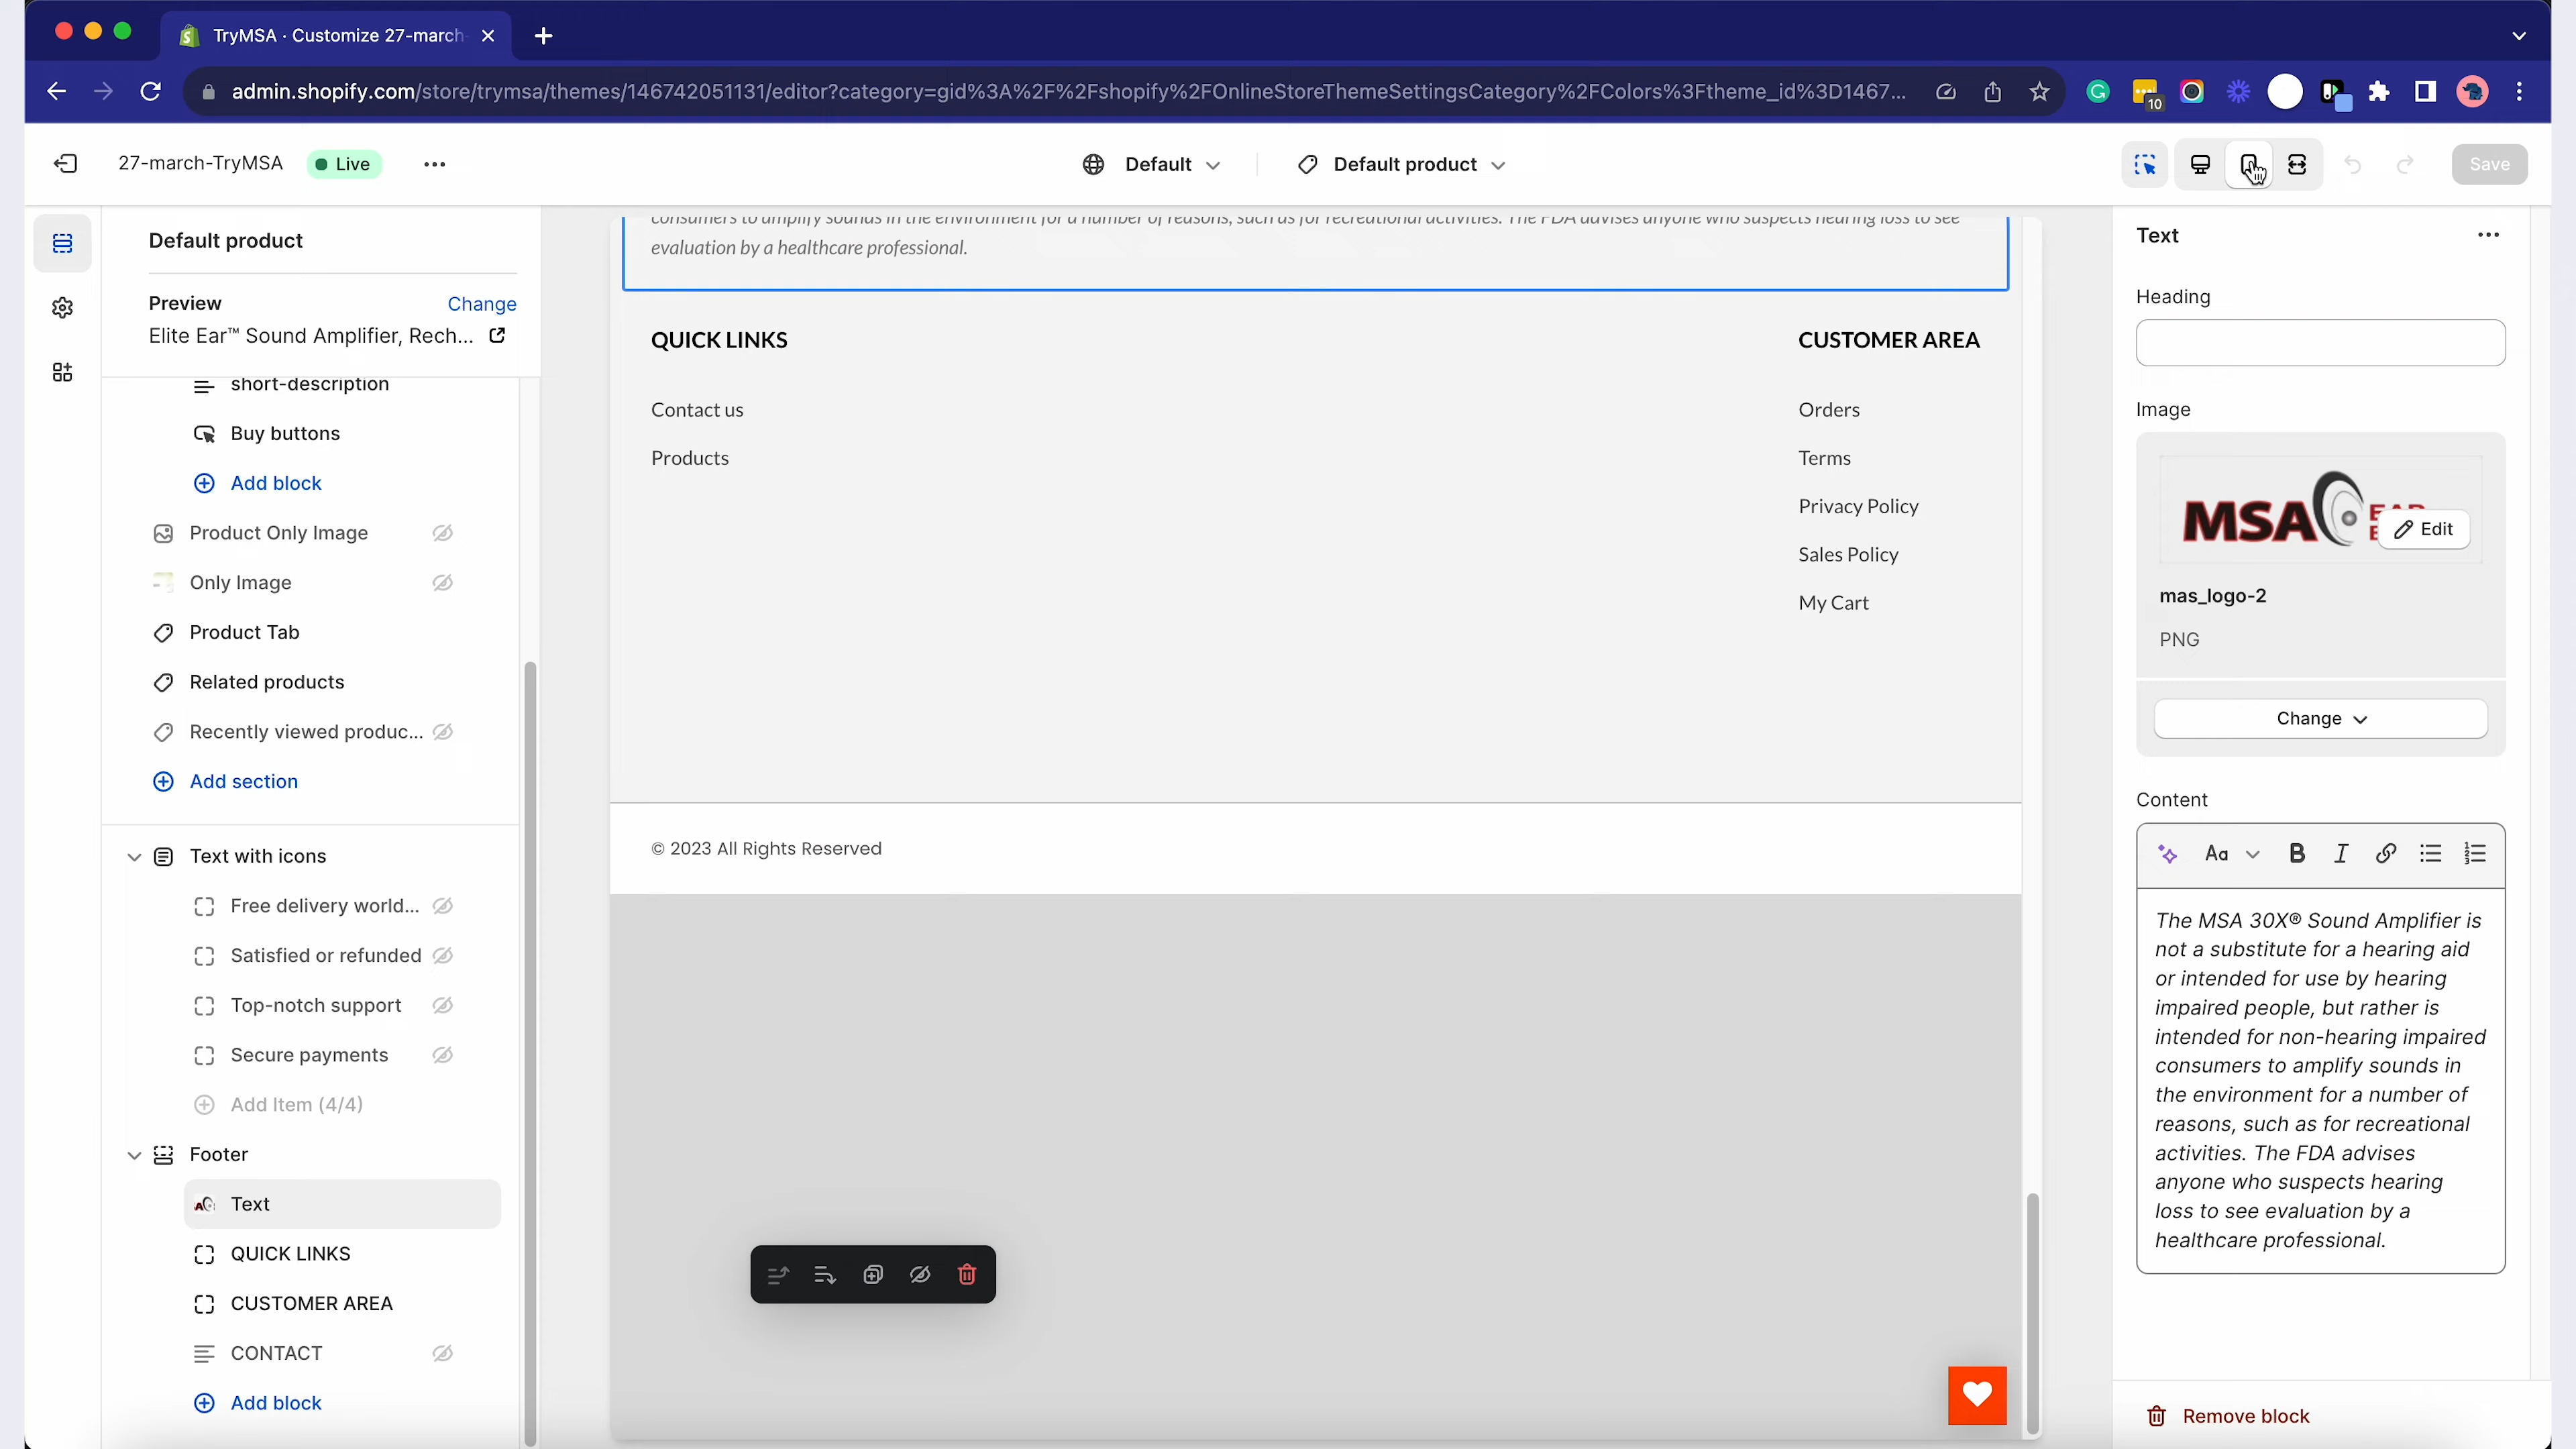 TryMSA · Customize 27-march-
admin.shopify.com/store/trymsa/themes/146742051131/editor?category=gid%3A%2F%2Fshopify%2FOnlineStoreThemeSettingsCategory%2FColors%3Ftheme_id%3D1467...
10
27-march-TryMSA
Live
Default
Default product
Save
Default product
Preview
Change
Elite Ear™ Sound Amplifier, Rech...
short-description
Buy buttons
Add block
Product Only Image
Only Image
Product Tab
Related products
Recently viewed produc...
Add section
Text with icons
Free delivery world...
Satisfied or refunded
Top-notch support
Secure payments
Add Item (4/4)
Footer
Text
QUICK LINKS
CUSTOMER AREA
CONTACT
Add block
consumers to amplify sounds in the environment for a number of reasons, such as for recreational activities. The FDA advises anyone who suspects hearing loss to see
evaluation by a healthcare professional.
QUICK LINKS
Contact us
Products
CUSTOMER AREA
Orders
Terms
Privacy Policy
Sales Policy
My Cart
© 2023 All Rights Reserved
Text
Heading
Image
MSA
Edit
mas_logo-2
PNG
Change
Content
Aa
B
I
The MSA 30X® Sound Amplifier is
not a substitute for a hearing aid
or intended for use by hearing
impaired people, but rather is
intended for non-hearing impaired
consumers to amplify sounds in
the environment for a number of
reasons, such as for recreational
activities. The FDA advises
anyone who suspects hearing
loss to see evaluation by a
healthcare professional.
Remove block